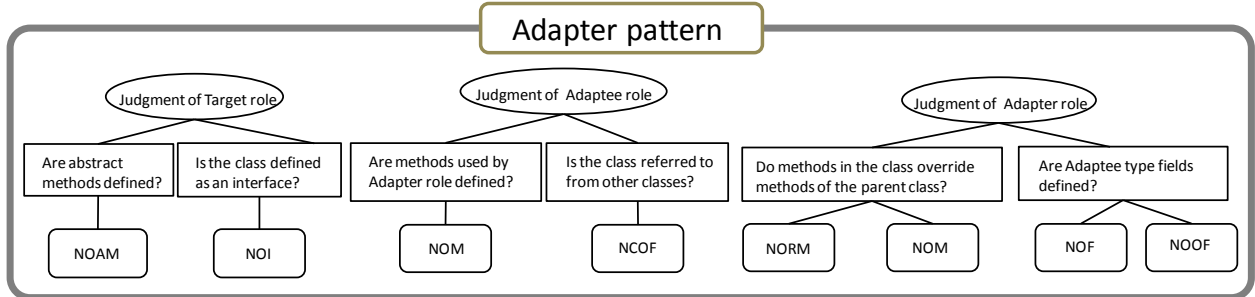 Adapter pattern
Judgment of Target role
Are abstract
methods defined?
Is the class defined
as an interface?
NOAM
NOI
Judgment of  Adaptee role
Are methods used by
Adapter role defined?
Is the class referred to
from other classes?
NOM
NCOF
Judgment of  Adapter role
Do methods in the class override
methods of the parent class?
Are Adaptee type fields
defined?
NORM
NOM
NOF
NOOF